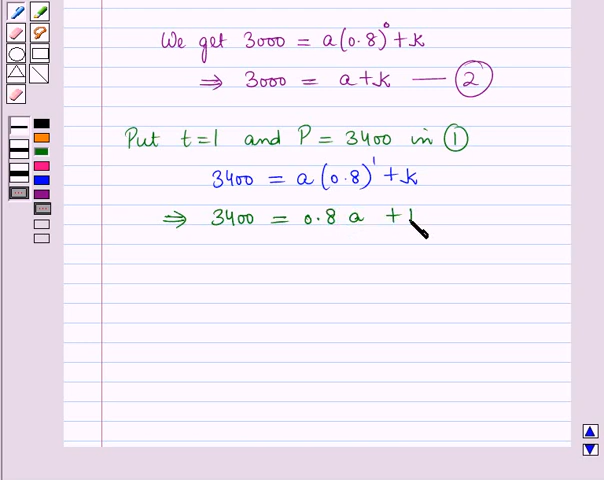 We get 3000 = a(0.8)⁰ + k
⇒ 3000 = a + k — ②
Put t = 1 and P = 3400 in ①
3400 = a(0.8)¹ + k
⇒ 3400 = 0.8 a +